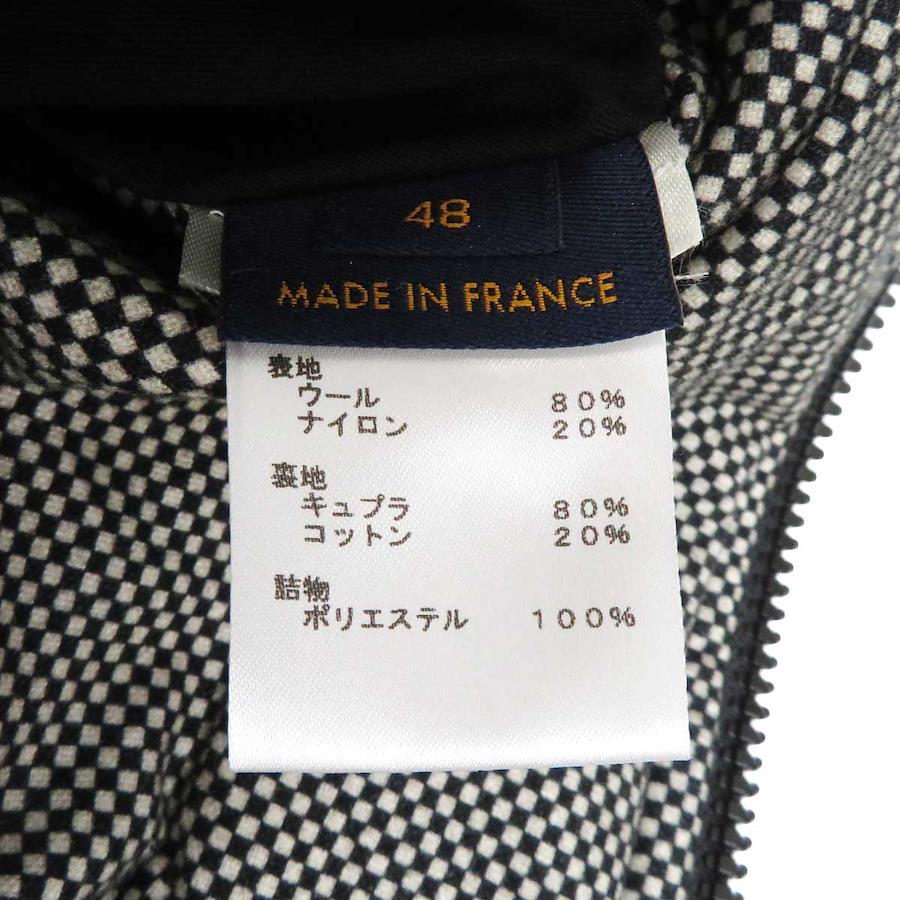 48
MADE IN FRANCE
表地
ウール 80%
ナイロン 20%
裏地
キュプラ 80%
コットン 20%
詰物
ポリエステル 100%